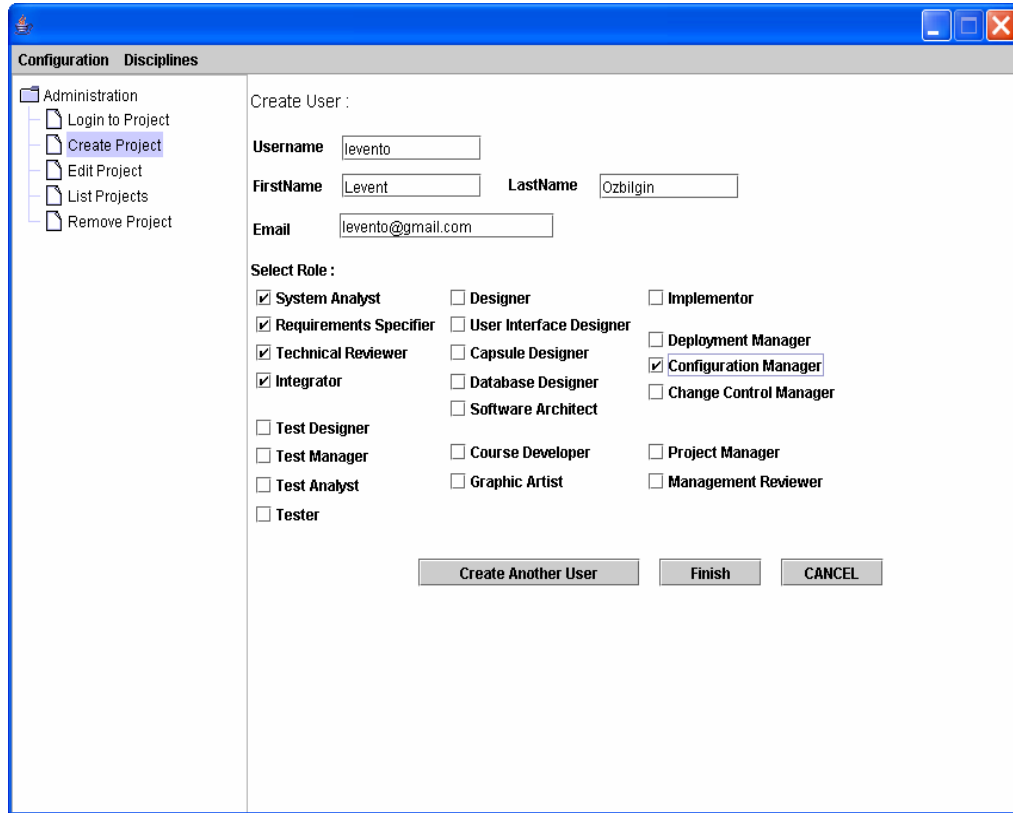 Configuration Disciplines
Administration
Login to Project
Create Project
Edit Project
List Projects
Remove Project
Create User :
Username levento
FirstName Levent LastName Ozbilgin
Email levento@gmail.com
Select Role :
System Analyst Designer Implementor
Requirements Specifier User Interface Designer
Deployment Manager
Technical Reviewer Capsule Designer
Configuration Manager
Integrator Database Designer
Change Control Manager
Software Architect
Test Designer
Test Manager Course Developer Project Manager
Test Analyst Graphic Artist Management Reviewer
Tester
Create Another User Finish CANCEL